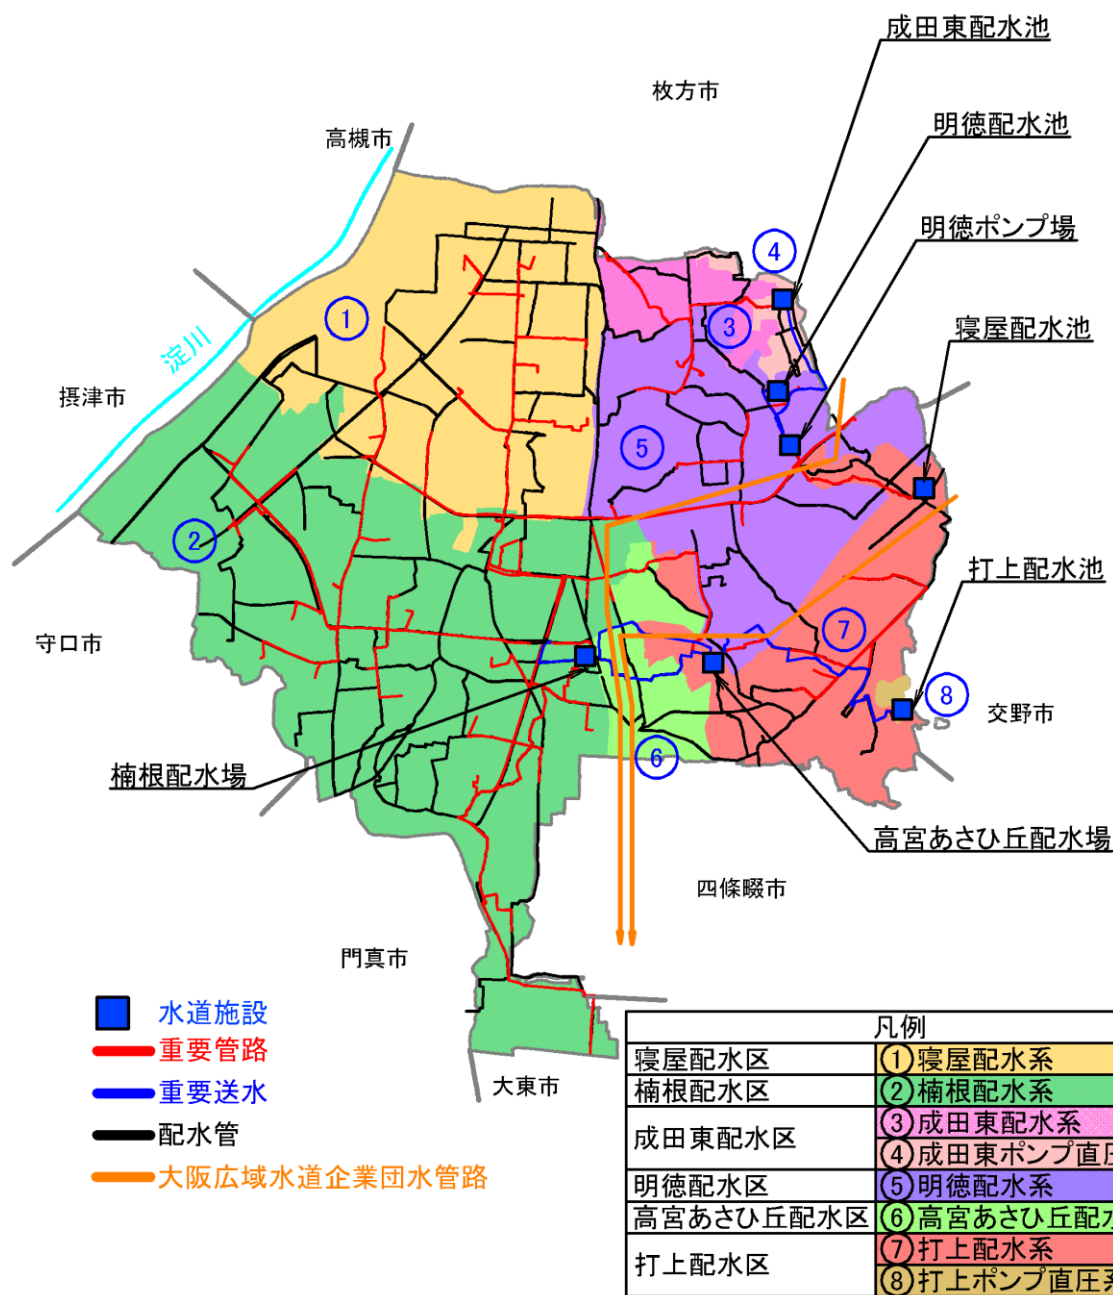 成田東配水池
枚方市
明徳配水池
高槻市
明徳ポンプ場
④
①
③
寝屋配水池
淀川
摂津市
⑤
②
打上配水池
守口市
⑦
⑧
交野市
⑥
楠根配水場
高宮あさひ丘配水場
四條畷市
門真市
水道施設
重要管路
重要送水
配水管
大阪広域水道企業団水管路
大東市
凡例
寝屋配水区 ①寝屋配水系
楠根配水区 ②楠根配水系
成田東配水区 ③成田東配水系
④成田東ポンプ直圧
明徳配水区 ⑤明徳配水系
高宮あさひ丘配水区 ⑥高宮あさひ丘配水
打上配水区 ⑦打上配水系
⑧打上ポンプ直圧系